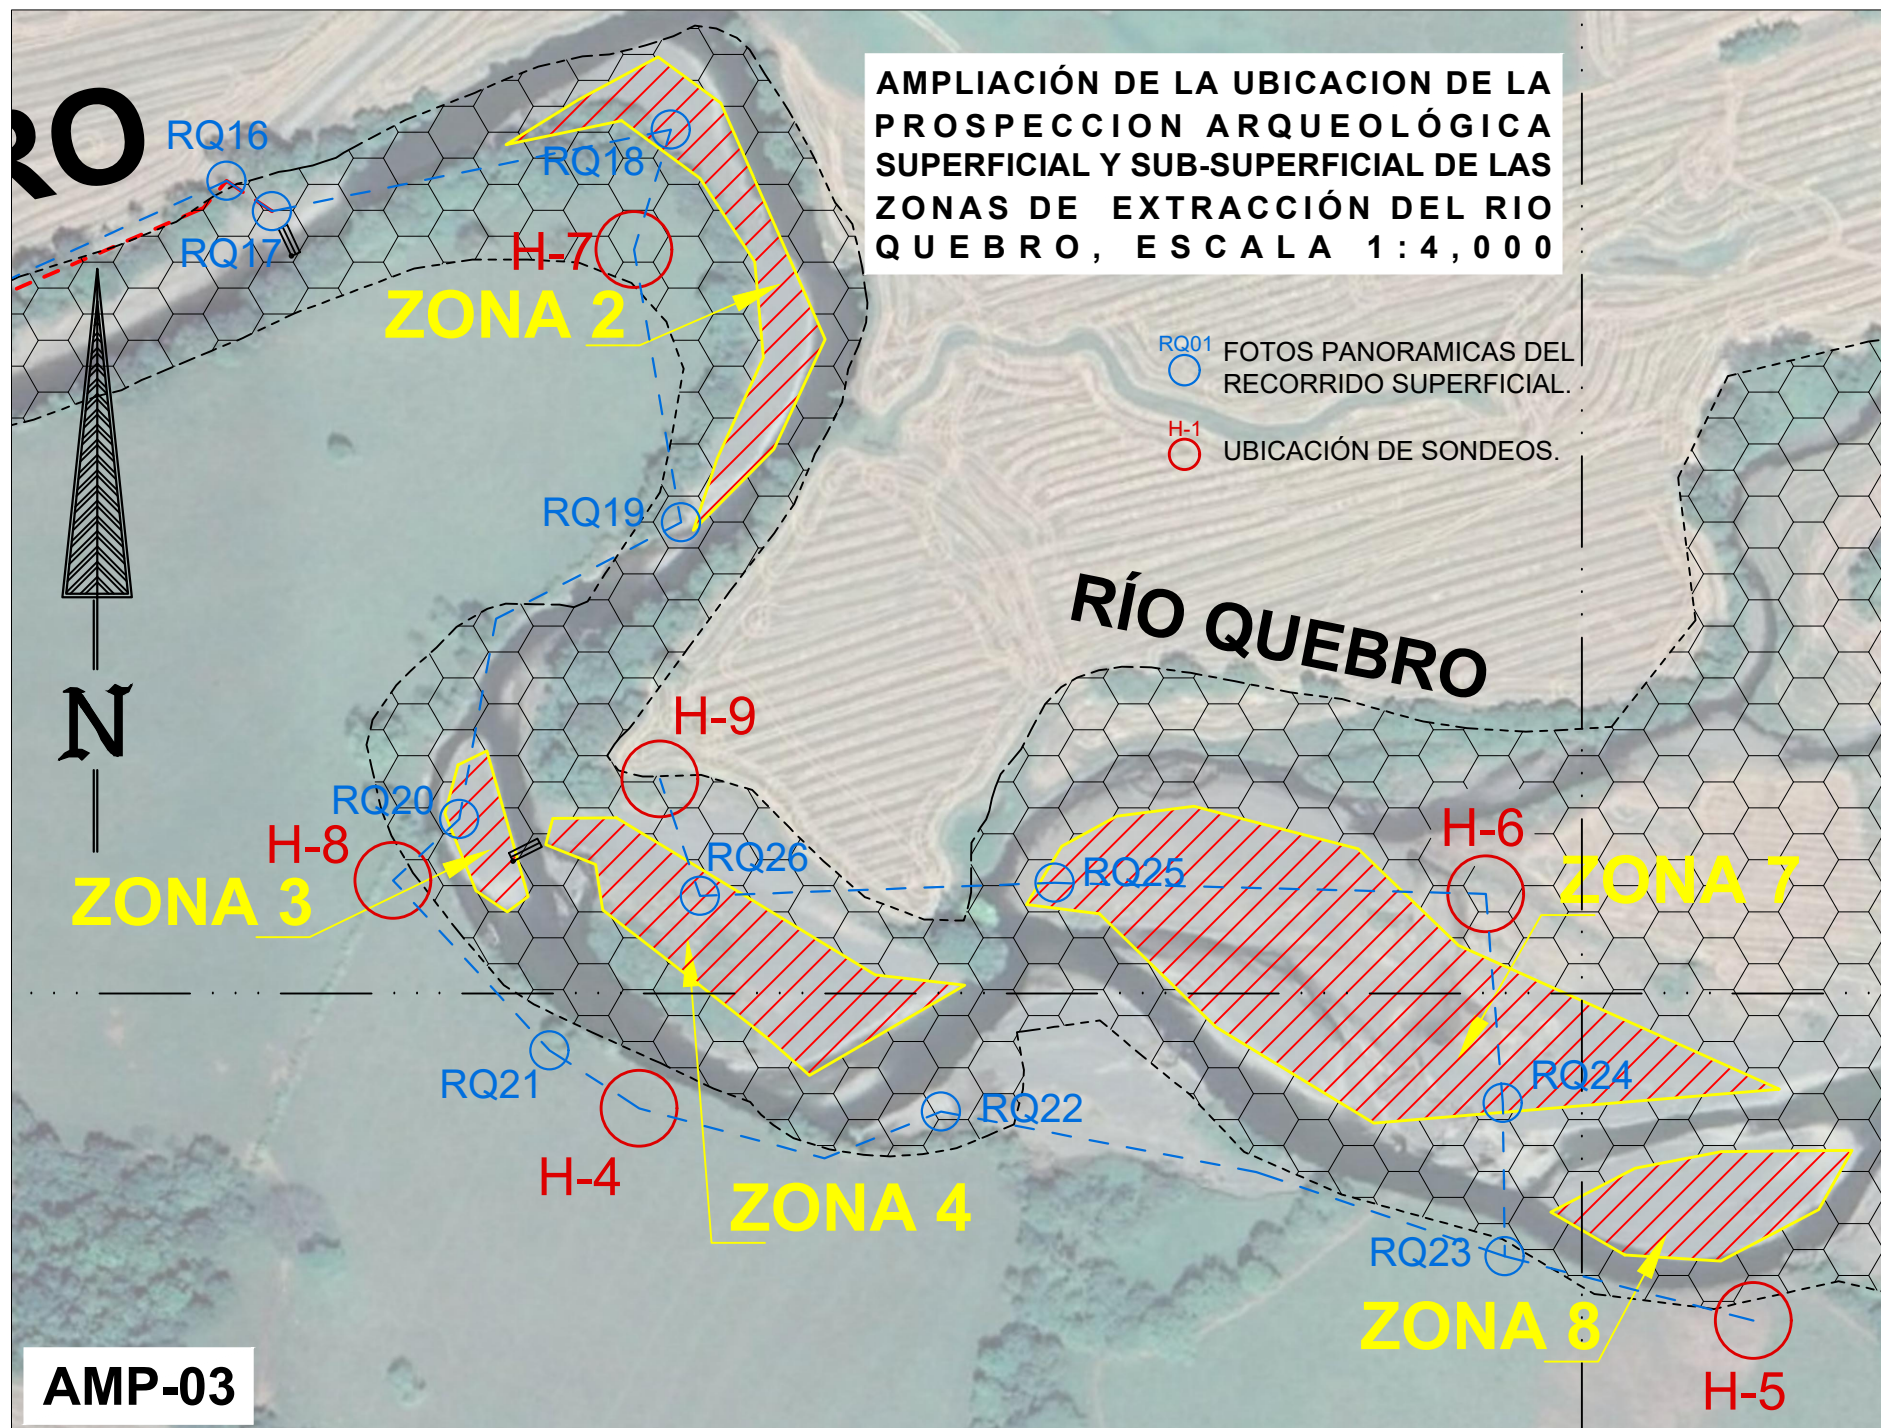 AMPLIACIÓN DE LA UBICACION DE LA
PROSPECCION ARQUEOLÓGICA
SUPERFICIAL Y SUB-SUPERFICIAL DE LAS
ZONAS DE EXTRACCIÓN DEL RIO
QUEBRO, ESCALA 1:4,000
RO
RQ16
RQ18
RQ17
H-7
ZONA 2
RQ01
FOTOS PANORAMICAS DEL
RECORRIDO SUPERFICIAL.
H-1
UBICACIÓN DE SONDEOS.
RQ19
RÍO QUEBRO
N
H-9
RQ20
H-8
ZONA 3
RQ26
RQ25
H-6
ZONA 7
RQ21
RQ22
RQ24
H-4
ZONA 4
RQ23
ZONA 8
H-5
AMP-03